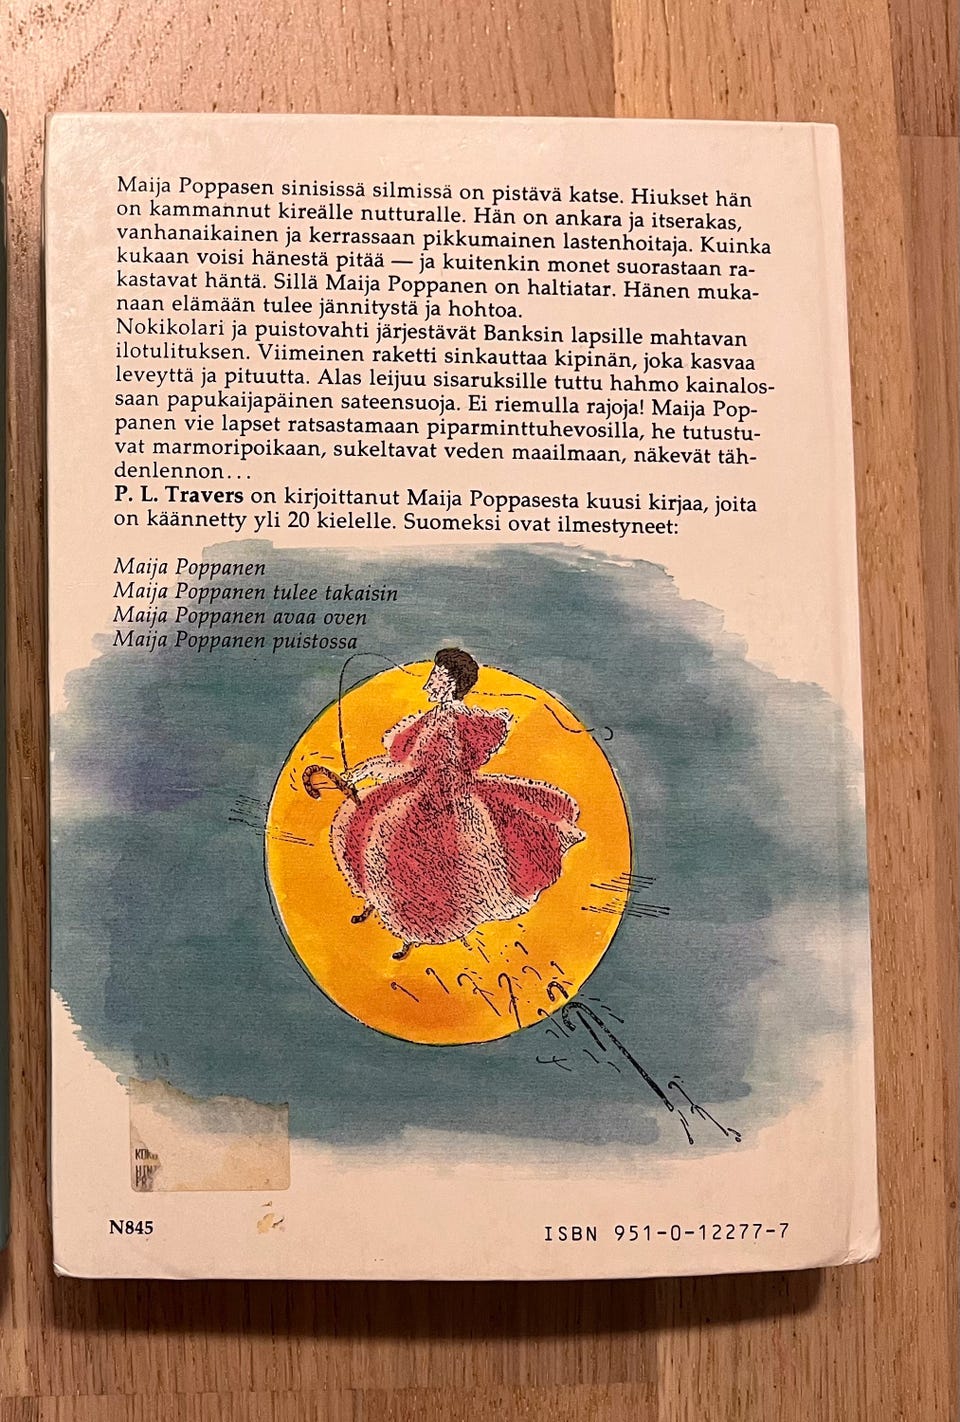 Maija Poppasen sinisissä silmissä on pistävä katse. Hiukset hän
on kammannut kireälle nutturalle. Hän on ankara ja itserakas,
vanhanaikainen ja kerrassaan pikkumainen lastenhoitaja. Kuinka
kukaan voisi hänestä pitää — ja kuitenkin monet suorastaan ra-
kastavat häntä. Sillä Maija Poppanen on haltiatar. Hänen muka-
naan elämään tulee jännitystä ja hohtoa.
Nokikolari ja puistovahti järjestävät Banksin lapsille mahtavan
ilotulituksen. Viimeinen raketti sinkauttaa kipinän, joka kasvaa
leveyttä ja pituutta. Alas leijuu sisaruksille tuttu hahmo kainalos-
saan papukaijapäinen sateensuoja. Ei riemulla rajoja! Maija Pop-
panen vie lapset ratsastamaan piparminttuhevosilla, he tutustu-
vat marmoripoikaan, sukeltavat veden maailmaan, näkevät täh-
denlennon...
P. L. Travers on kirjoittanut Maija Poppasesta kuusi kirjaa, joita
on käännetty yli 20 kielelle. Suomeksi ovat ilmestyneet:
Maija Poppanen
Maija Poppanen tulee takaisin
Maija Poppanen avaa oven
Maija Poppanen puistossa
N845
ISBN 951-0-12277-7